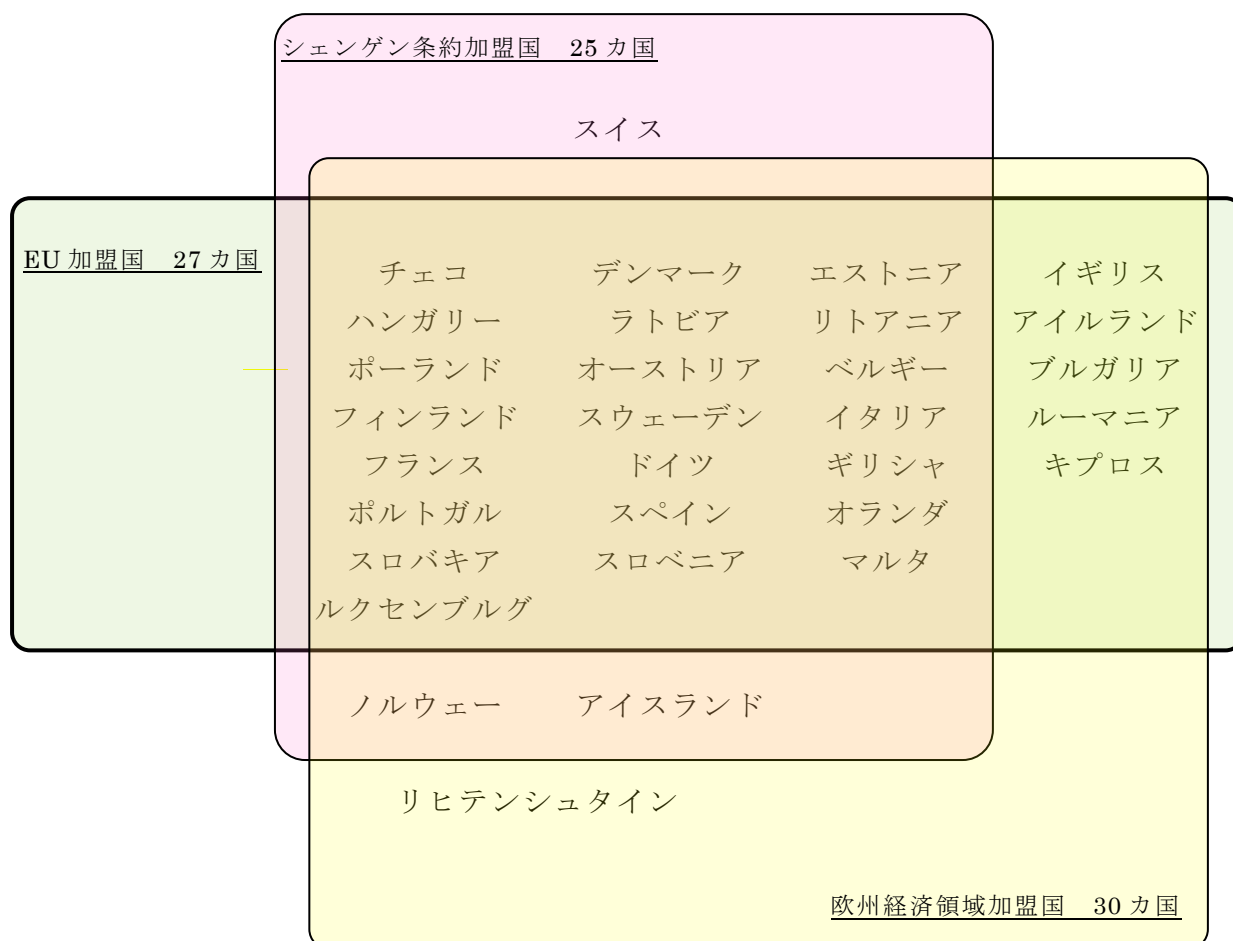 シェンゲン条約加盟国　25 カ国
スイス
EU 加盟国　27 カ国
チェコ　デンマーク　エストニア　イギリス
ハンガリー　ラトビア　リトアニア　アイルランド
ポーランド　オーストリア　ベルギー　ブルガリア
フィンランド　スウェーデン　イタリア　ルーマニア
フランス　ドイツ　ギリシャ　キプロス
ポルトガル　スペイン　オランダ
スロバキア　スロベニア　マルタ
ルクセンブルグ
ノルウェー　アイスランド
リヒテンシュタイン
欧州経済領域加盟国　30 カ国